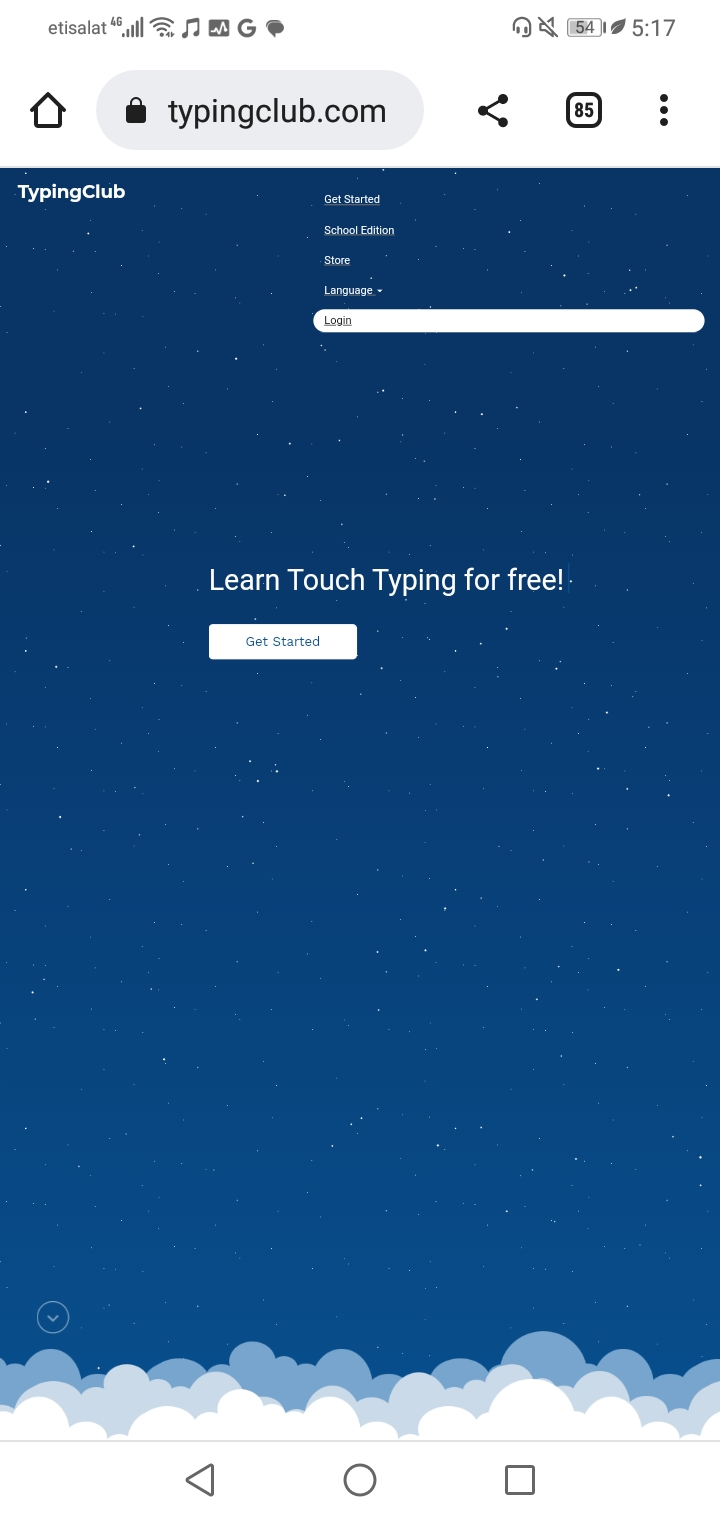 etisalat 4G 54 5:17
typingclub.com 85
TypingClub
Get Started
School Edition
Store
Language
Login
Learn Touch Typing for free!
Get Started